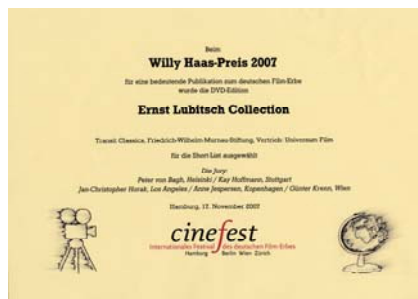 Beim
Willy Haas-Preis 2007
für eine bedeutende Publikation zum deutschen Film-Erbe
wurde die DVD-Edition
Ernst Lubitsch Collection
Transit Classics, Friedrich-Wilhelm-Murnau-Stiftung, Vertrieb: Universum Film
für die Short-List ausgewählt
Die Jury:
Peter von Bagh, Helsinki / Kay Hoffmann, Stuttgart
Jan-Christopher Horak, Los Angeles / Anne Jespersen, Kopenhagen / Günter Krenn, Wien
Hamburg, 17. November 2007
cinefest
Internationales Festival des deutschen Film-Erbes
Hamburg Berlin Wien Zürich